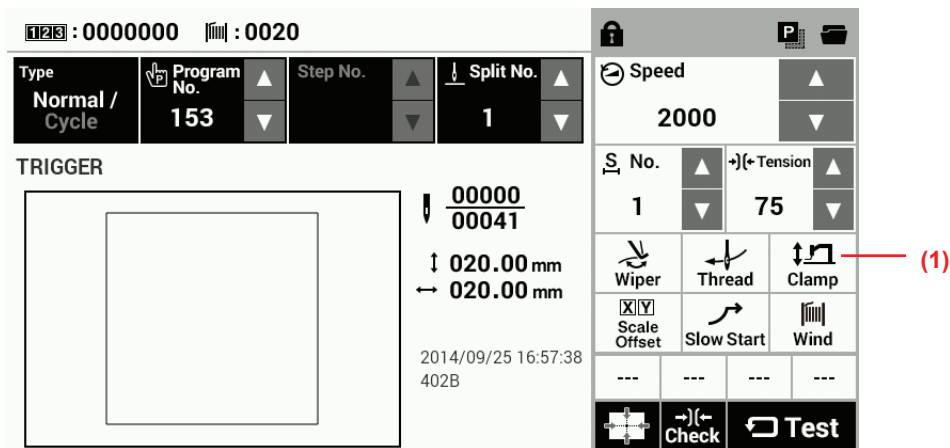 123 : 0000000 : 0020
P
Type
Normal /
Cycle
P Program No.
153
Step No.
Split No.
1
Speed
2000
S No.
1
Tension
75
TRIGGER
00000
00041
020.00 mm
020.00 mm
2014/09/25 16:57:38
402B
Wiper
Thread
Clamp
(1)
X Y
Scale
Offset
Slow Start
Wind
--- --- --- ---
Check
Test